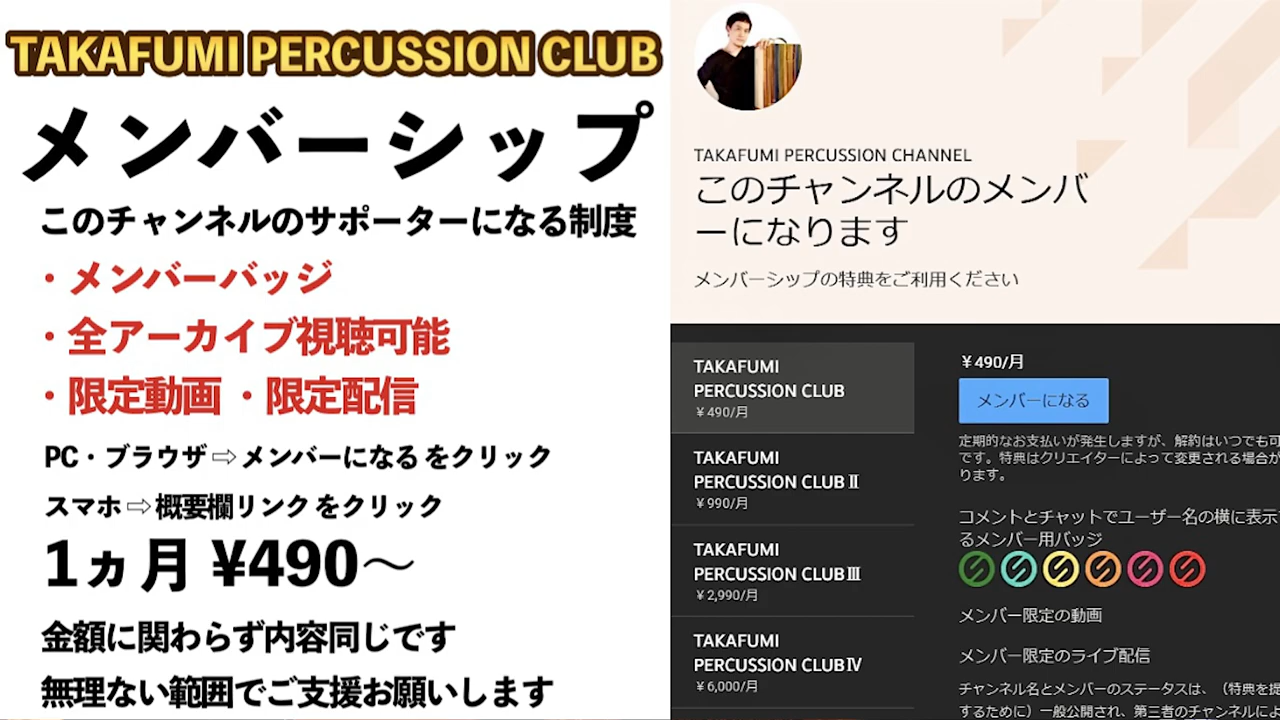 TAKAFUMI PERCUSSION CLUB
メンバーシップ
このチャンネルのサポーターになる制度
・メンバーバッジ
・全アーカイブ視聴可能
・限定動画 ・限定配信
PC・ブラウザ⇨メンバーになる をクリック
スマホ⇨概要欄リンク をクリック
1ヵ月 ¥490〜
金額に関わらず内容同じです
無理ない範囲でご支援お願いします
TAKAFUMI PERCUSSION CHANNEL
このチャンネルのメンバ
ーになります
メンバーシップの特典をご利用ください
TAKAFUMI
PERCUSSION CLUB
￥490/月
TAKAFUMI
PERCUSSION CLUBⅡ
￥990/月
TAKAFUMI
PERCUSSION CLUBⅢ
￥2,990/月
TAKAFUMI
PERCUSSION CLUBⅣ
￥6,000/月
￥490/月
メンバーになる
定期的なお支払いが発生しますが、解約はいつでも可
です。特典はクリエイターによって変更される場合が
ります。
コメントとチャットでユーザー名の横に表示
るメンバー用バッジ
メンバー限定の動画
メンバー限定のライブ配信
チャンネル名とメンバーのステータスは、（特典を提
するために）一般公開され、第三者のチャンネルによ